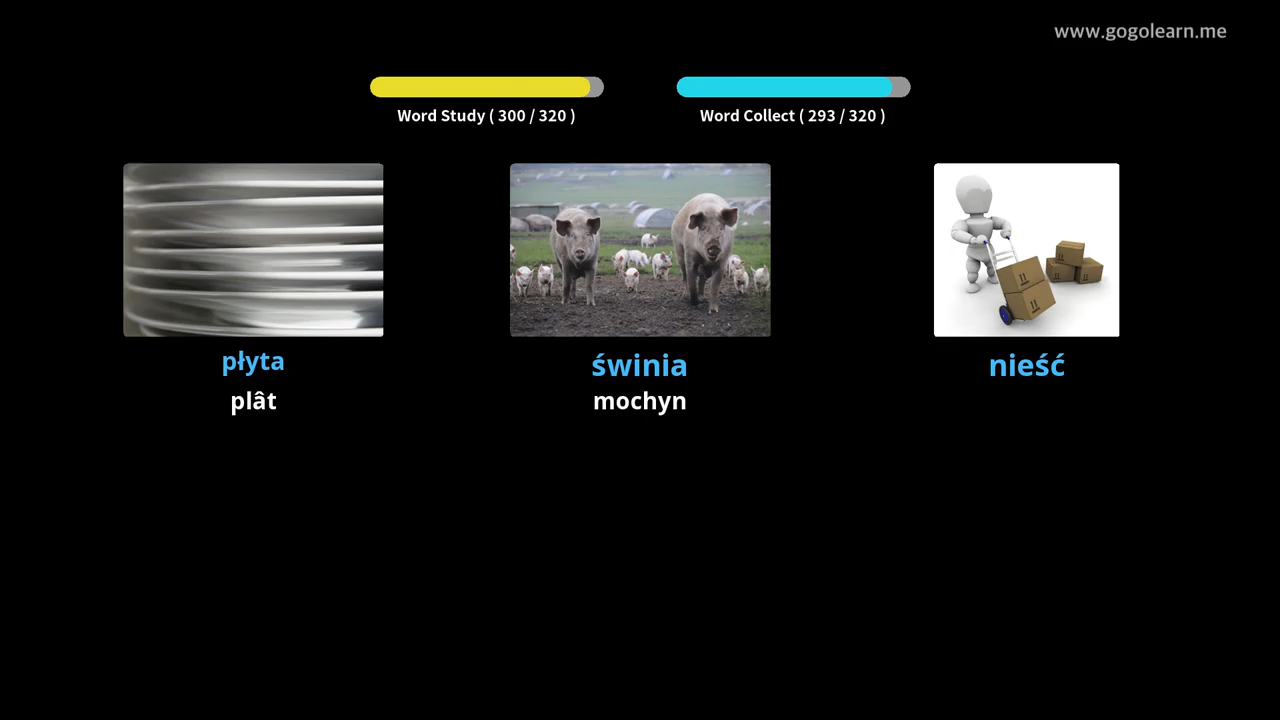 www.gogolearn.me
Word Study ( 300 / 320 )
Word Collect ( 293 / 320 )
płyta
świnia
nieść
plât
mochyn